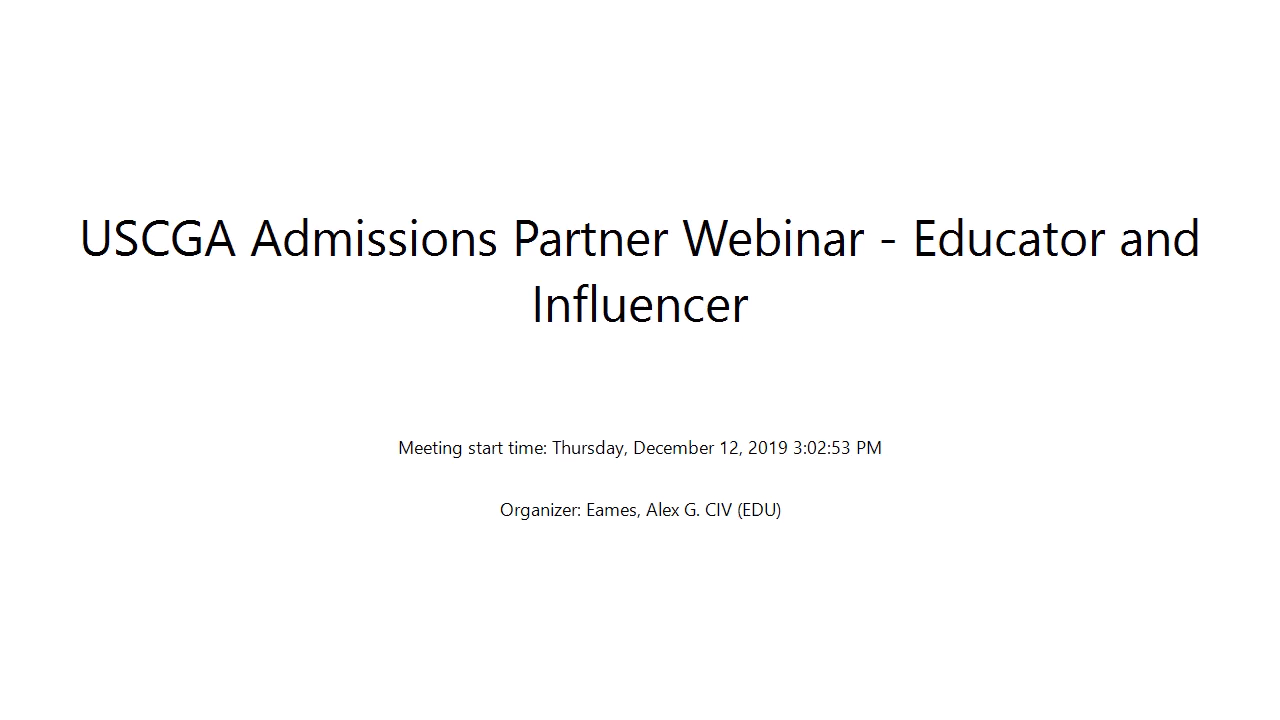 USCGA Admissions Partner Webinar - Educator and
Influencer
Meeting start time: Thursday, December 12, 2019 3:02:53 PM
Organizer: Eames, Alex G. CIV (EDU)